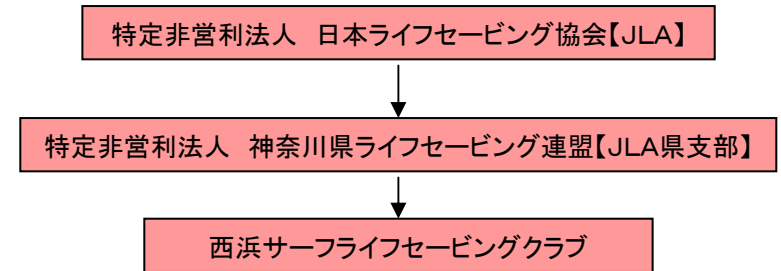 特定非営利法人　日本ライフセービング協会【JLA】
特定非営利法人　神奈川県ライフセービング連盟【JLA県支部】
西浜サーフライフセービングクラブ